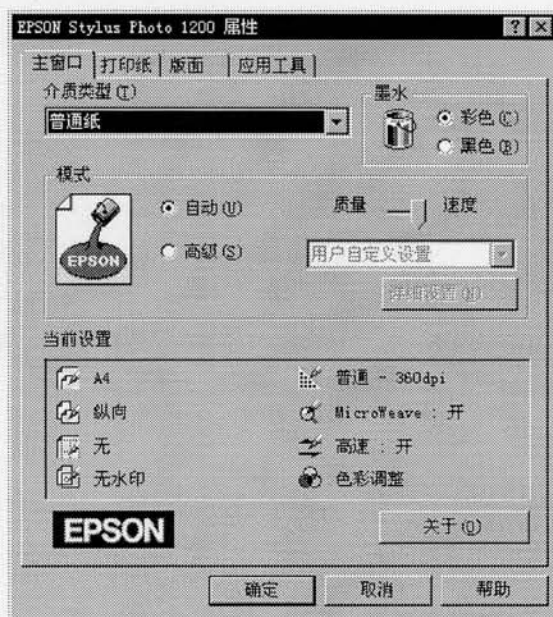 EPSON Stylus Photo 1200 属性
主窗口 打印纸 版面 应用工具
介质类型(T)
普通纸
墨水
彩色(C)
黑色(B)
模式
EPSON
自动(U)
高级(S)
质量 速度
用户自定义设置
详细设置(N)
当前设置
A4
纵向
无
无水印
普通 - 360dpi
MicroWeave : 开
高速 : 开
色彩调整
EPSON
关于(O)
确定 取消 帮助